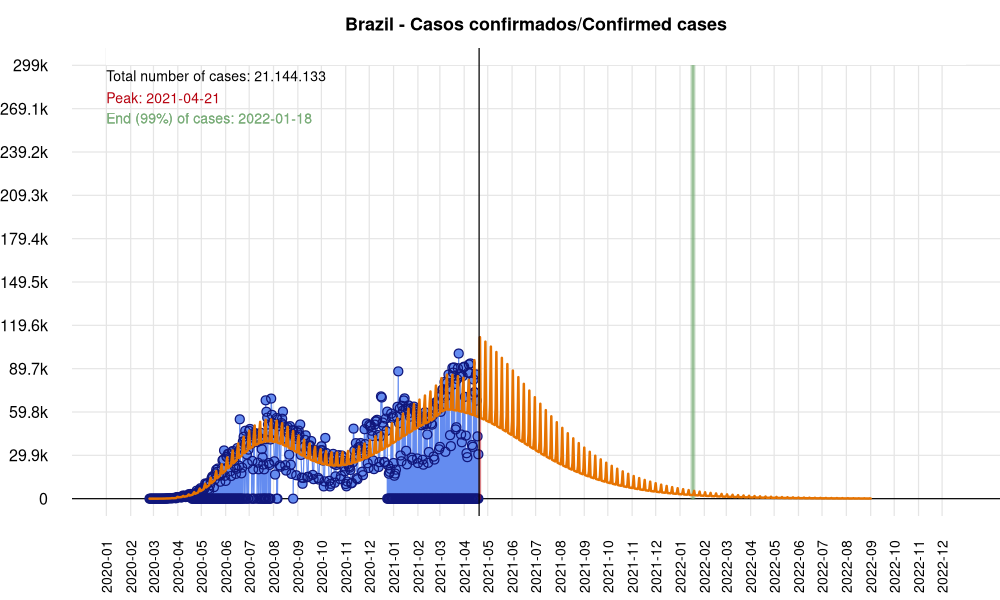 Brazil - Casos confirmados/Confirmed cases
Total number of cases: 21.144.133
Peak: 2021-04-21
End (99%) of cases: 2022-01-18
299k
269.1k
239.2k
209.3k
179.4k
149.5k
119.6k
89.7k
59.8k
29.9k
0
2020-01
2020-02
2020-03
2020-04
2020-05
2020-06
2020-07
2020-08
2020-09
2020-10
2020-11
2020-12
2021-01
2021-02
2021-03
2021-04
2021-05
2021-06
2021-07
2021-08
2021-09
2021-10
2021-11
2021-12
2022-01
2022-02
2022-03
2022-04
2022-05
2022-06
2022-07
2022-08
2022-09
2022-10
2022-11
2022-12